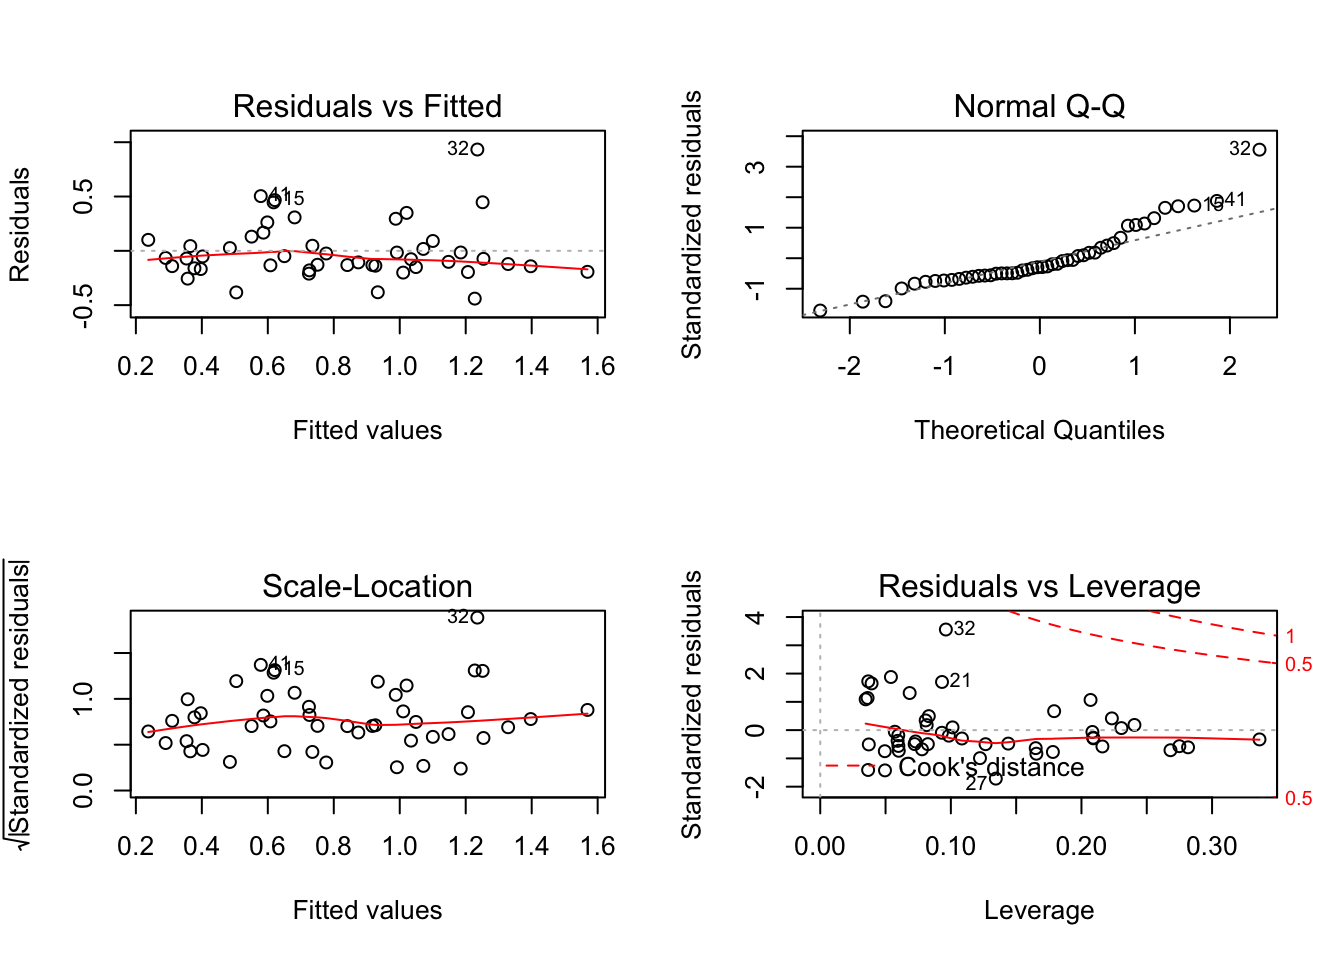 Residuals vs Fitted
Residuals
0.5
-0.5
32
41
15
0.2 0.4 0.6 0.8 1.0 1.2 1.4 1.6
Fitted values
Normal Q-Q
Standardized residuals
3
1
-1
32
15
41
-2 -1 0 1 2
Theoretical Quantiles
Scale-Location
√|Standardized residuals|
1.0
0.0
32
41
15
0.2 0.4 0.6 0.8 1.0 1.2 1.4 1.6
Fitted values
Residuals vs Leverage
Standardized residuals
4
2
0
-2
32
21
27
Cook's distance
1
0.5
0.5
0.00 0.10 0.20 0.30
Leverage